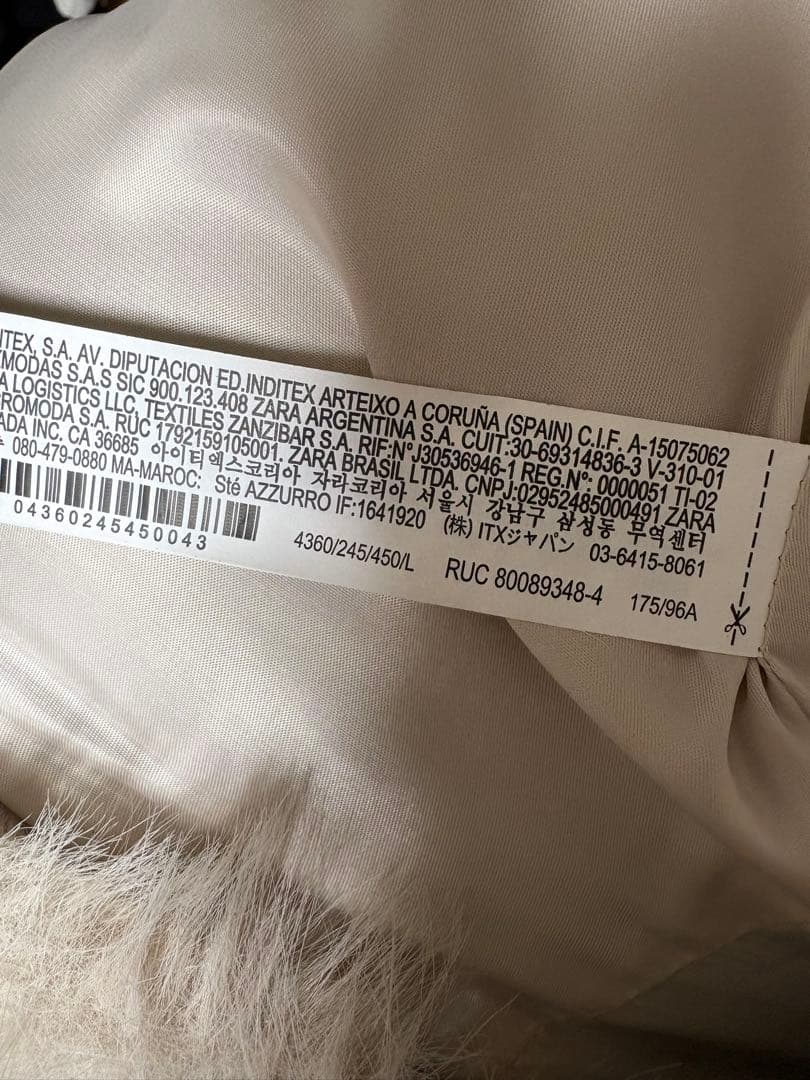 ITEX, S.A. AV. DIPUTACION ED.INDITEX ARTEIXO A CORUÑA (SPAIN) C.I.F. A-15075062
MODAS S.A.S SIC 900.123.408 ZARA ARGENTINA S.A. CUIT:30-69314836-3 V-310-01
A LOGISTICS LLC, TEXTILES ZANZIBAR S.A. RIF:N°J30536946-1 REG.Nº: 0000051 TI-02
ROMODA S.A. RUC 1792159105001. ZARA BRASIL LTDA. CNPJ:02952485000491 ZARA
ADA INC. CA 36685 아이티엑스코리아 자라코리아 서울시 강남구 삼성동 무역센터
080-479-0880 MA-MAROC: Sté AZZURRO IF:1641920 (株) ITXジャパン 03-6415-8061
04360245450043 4360/245/450/L RUC 80089348-4 175/96A